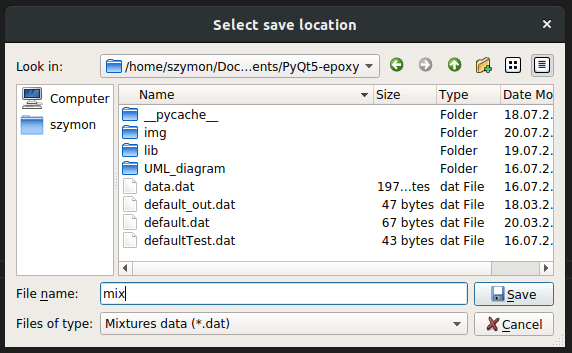 Select save location
Look in: /home/szymon/Doc...ents/PyQt5-epoxy
Computer
szymon
Name Size Type Date Mo
__pycache__ Folder 18.07.2.
img Folder 20.07.2.
lib Folder 19.07.2.
UML_diagram Folder 16.07.2.
data.dat 197...tes dat File 16.07.2.
default_out.dat 47 bytes dat File 18.03.2.
default.dat 67 bytes dat File 20.03.2.
defaultTest.dat 43 bytes dat File 16.07.2.
File name: mix Save
Files of type: Mixtures data (*.dat) Cancel